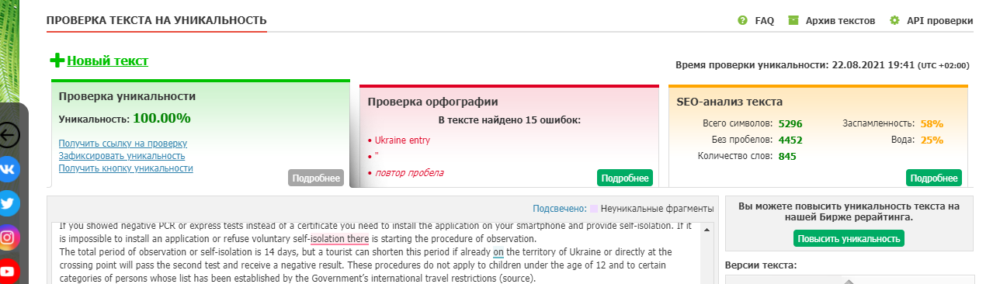 ПРОВЕРКА ТЕКСТА НА УНИКАЛЬНОСТЬ
FAQ Архив текстов API проверки
Новый текст
Время проверки уникальности: 22.08.2021 19:41 (UTC +02:00)
Проверка уникальности
Уникальность: 100.00%
Получить ссылку на проверку
Зафиксировать уникальность
Получить кнопку уникальности
Подробнее
Проверка орфографии
В тексте найдено 15 ошибок:
• Ukraine entry
• "
• повтор пробела
Подробнее
SEO-анализ текста
Всего символов: 5296 Заспамленность: 58%
Без пробелов: 4452 Вода: 25%
Количество слов: 845
Подробнее
Подсвечено: Неуникальные фрагменты
If you showed negative PCR or express tests instead of a certificate you need to install the application on your smartphone and provide self-isolation. If it
is impossible to install an application or refuse voluntary self-isolation there is starting the procedure of observation.
The total period of observation or self-isolation is 14 days, but a tourist can shorten this period if already on the territory of Ukraine or directly at the
crossing point will pass the second test and receive a negative result. These procedures do not apply to children under the age of 12 and to certain
categories of persons whose list has been established by the Government’s international travel restrictions (source).
Вы можете повысить уникальность текста на
нашей Бирже рерайтинга.
Повысить уникальность
Версии текста: